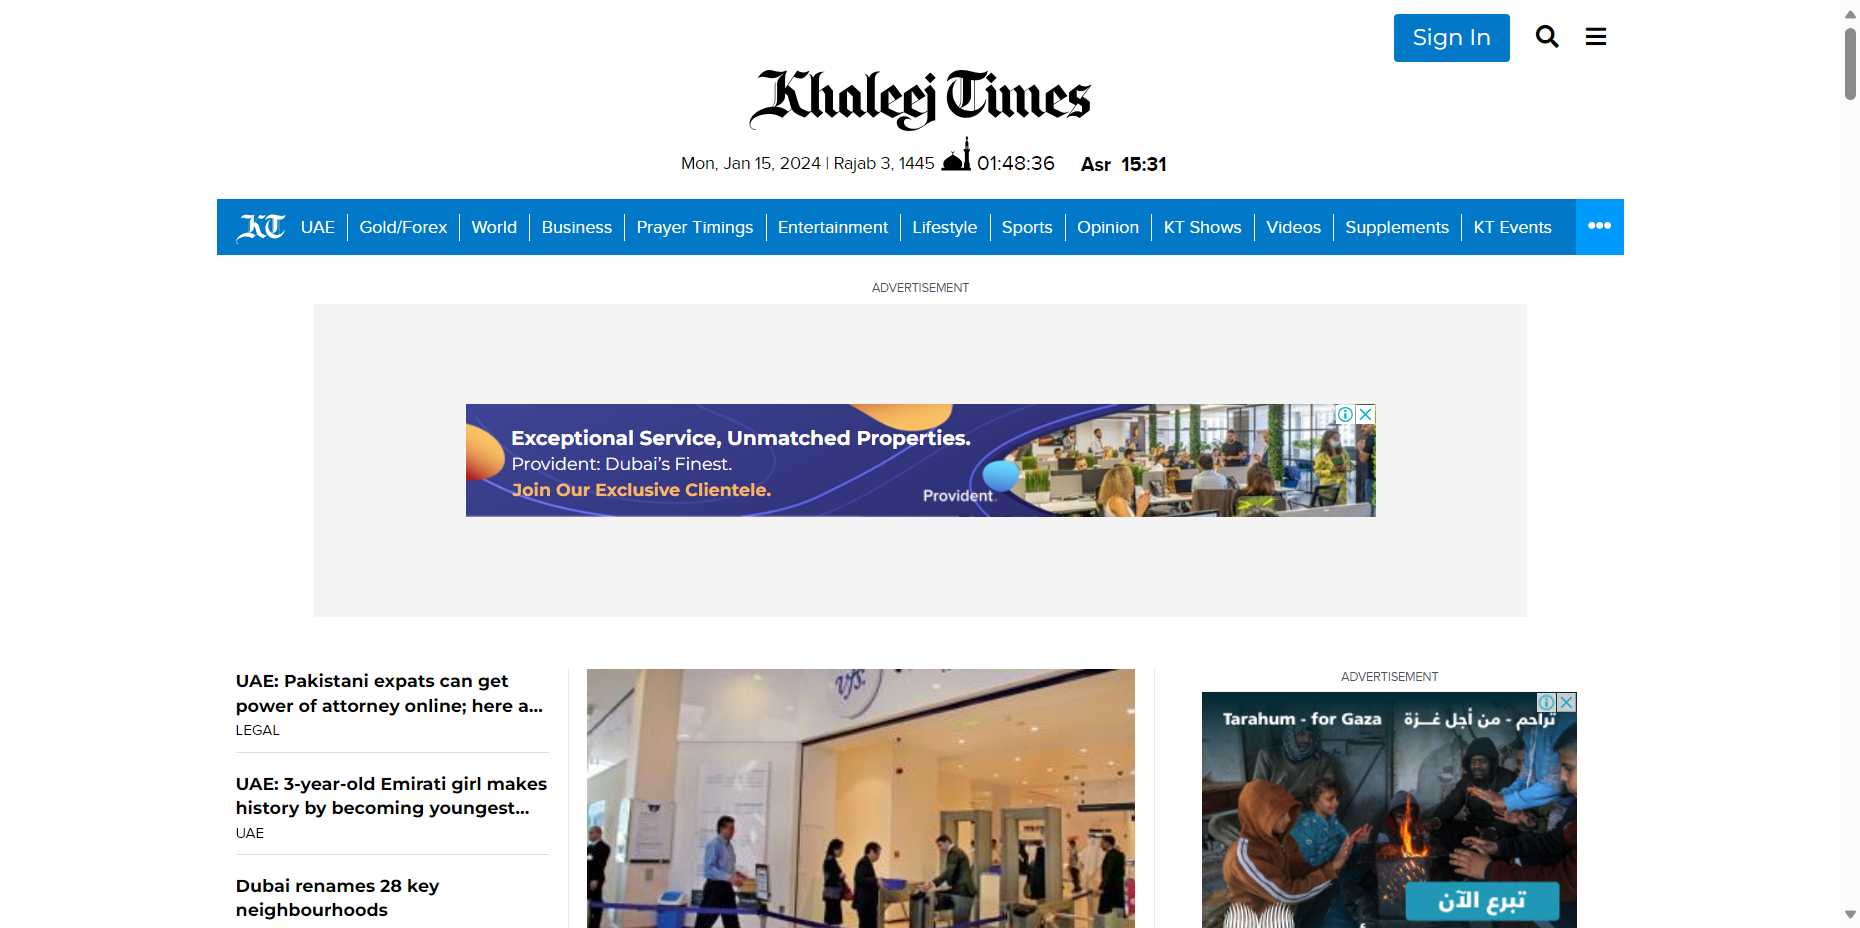 Sign In
Khaleej Times
Mon, Jan 15, 2024 | Rajab 3, 1445 01:48:36 Asr 15:31
KT UAE Gold/Forex World Business Prayer Timings Entertainment Lifestyle Sports Opinion KT Shows Videos Supplements KT Events
ADVERTISEMENT
Exceptional Service, Unmatched Properties.
Provident: Dubai's Finest.
Join Our Exclusive Clientele.
Provident.
UAE: Pakistani expats can get
power of attorney online; here a...
LEGAL
UAE: 3-year-old Emirati girl makes
history by becoming youngest...
UAE
Dubai renames 28 key
neighbourhoods
vfs.
ADVERTISEMENT
Tarahum - for Gaza تراحم - من أجل غـــزة
تبرع الآن